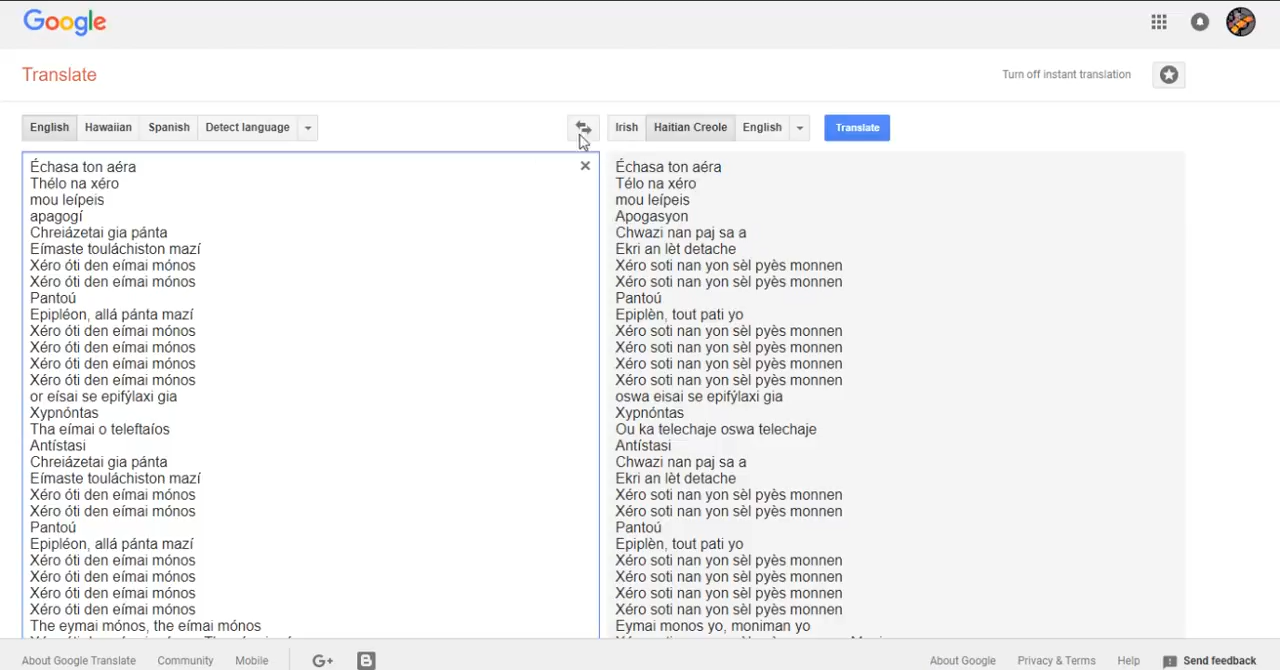 Google
Translate
Turn off instant translation
English Hawaiian Spanish Detect language
Irish Haitian Creole English Translate
Échasa ton aéra
Thélo na xéro
mou leípeis
apagogí
Chreiázetai gia pánta
Eímaste touláchiston mazí
Xéro óti den eímai mónos
Xéro óti den eímai mónos
Pantoú
Epipléon, allá pánta mazí
Xéro óti den eímai mónos
Xéro óti den eímai mónos
Xéro óti den eímai mónos
Xéro óti den eímai mónos
or eísai se epifýlaxi gia
Xypnóntas
Tha eímai o teleftaíos
Antístasi
Chreiázetai gia pánta
Eímaste touláchiston mazí
Xéro óti den eímai mónos
Xéro óti den eímai mónos
Pantoú
Epipléon, allá pánta mazí
Xéro óti den eímai mónos
Xéro óti den eímai mónos
Xéro óti den eímai mónos
Xéro óti den eímai mónos
The eymai mónos, the eímai mónos
Échasa ton aéra
Télo na xéro
mou leípeis
Apogasyon
Chwazi nan paj sa a
Ekri an lèt detache
Xéro soti nan yon sèl pyès monnen
Xéro soti nan yon sèl pyès monnen
Pantoú
Epiplèn, tout pati yo
Xéro soti nan yon sèl pyès monnen
Xéro soti nan yon sèl pyès monnen
Xéro soti nan yon sèl pyès monnen
Xéro soti nan yon sèl pyès monnen
oswa eisai se epifýlaxi gia
Xypnóntas
Ou ka telechaje oswa telechaje
Antístasi
Chwazi nan paj sa a
Ekri an lèt detache
Xéro soti nan yon sèl pyès monnen
Xéro soti nan yon sèl pyès monnen
Pantoú
Epiplèn, tout pati yo
Xéro soti nan yon sèl pyès monnen
Xéro soti nan yon sèl pyès monnen
Xéro soti nan yon sèl pyès monnen
Xéro soti nan yon sèl pyès monnen
Eymai monos yo, moniman yo
About Google Translate Community Mobile G+ B About Google Privacy & Terms Help Send feedback